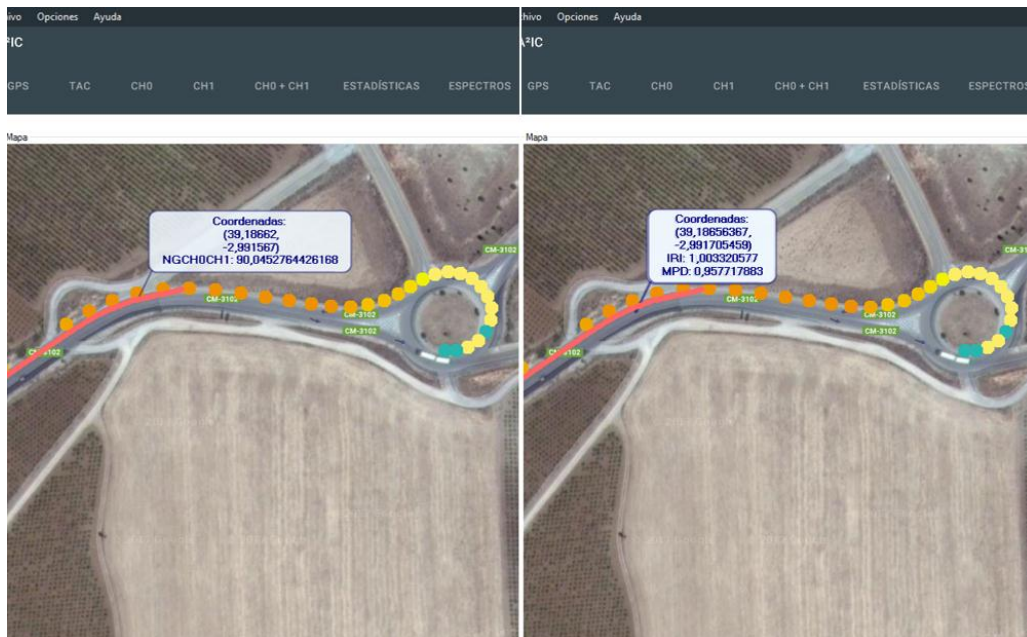 ivo Opciones Ayuda
²IC
GPS TAC CH0 CH1 CH0 + CH1 ESTADÍSTICAS ESPECTROS
Mapa
Coordenadas:
(39,18662,
-2,991567)
NGCH0CH1: 90,0452764426168
CM-3102
CM-3102
CM-3102
CM-3102
hivo Opciones Ayuda
²IC
GPS TAC CH0 CH1 CH0 + CH1 ESTADÍSTICAS ESPECTROS
Mapa
Coordenadas:
(39,18656367,
-2,991705459)
IRI: 1,003320577
MPD: 0,957717883
CM-31
CM-3102
3102
CM-3102